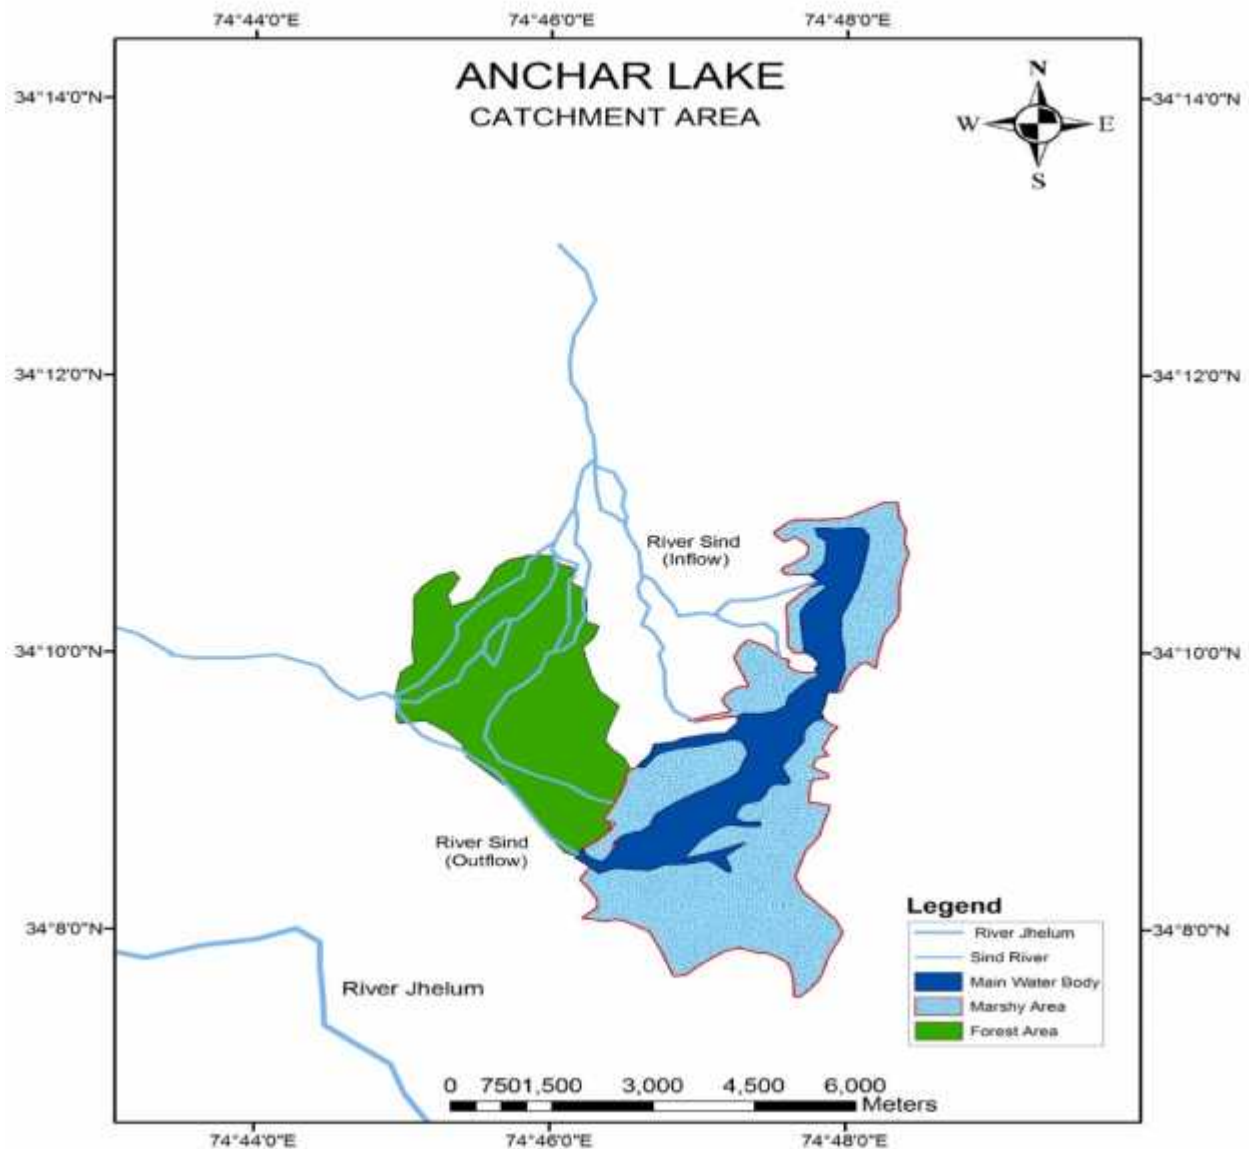 74°44'0"E 74°46'0"E 74°48'0"E
ANCHAR LAKE
CATCHMENT AREA
N
W E
S
34°14'0"N 34°14'0"N
34°12'0"N 34°12'0"N
River Sind
(Inflow)
34°10'0"N 34°10'0"N
River Sind
(Outflow)
34°8'0"N 34°8'0"N
River Jhelum
Legend
River Jhelum
Sind River
Main Water Body
Marshy Area
Forest Area
0 750 1,500 3,000 4,500 6,000
Meters
74°44'0"E 74°46'0"E 74°48'0"E